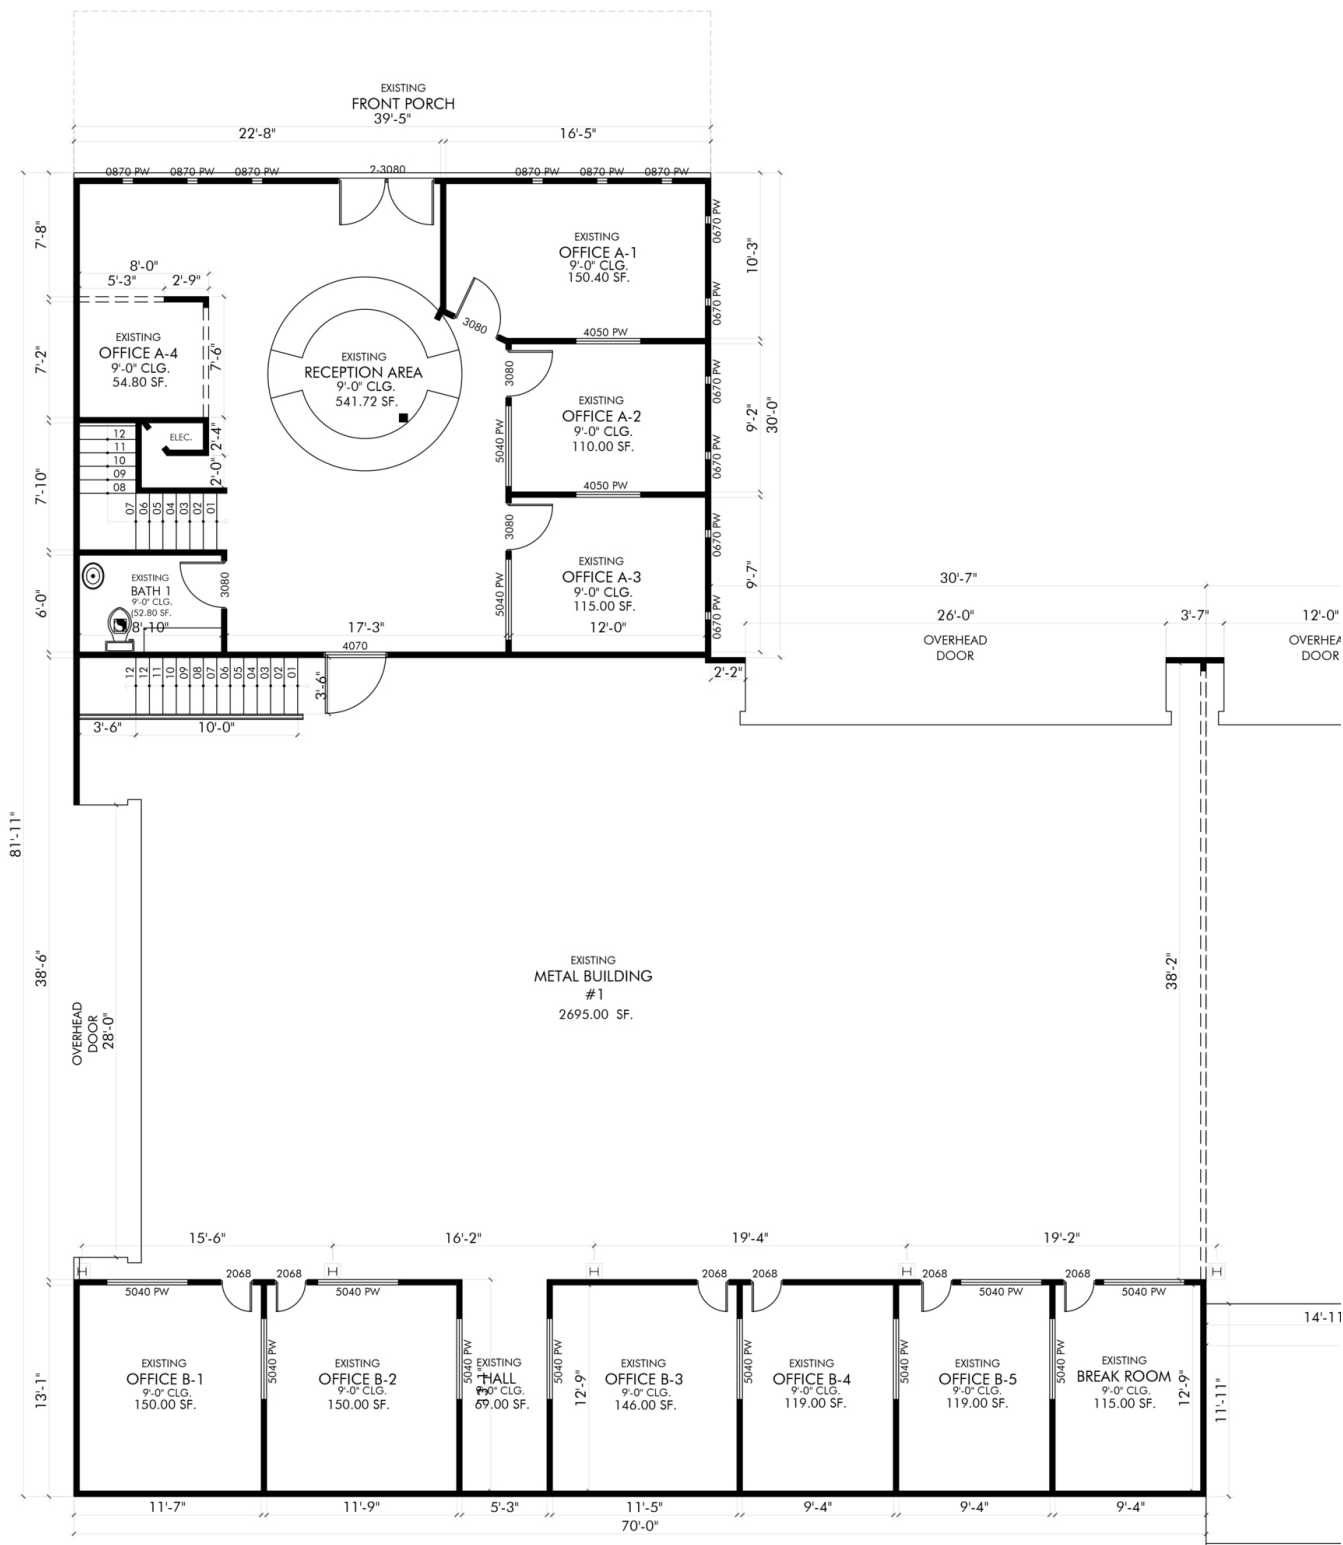 EXISTING
FRONT PORCH
39'-5"
22'-8"
16'-5"
0870 PW
0870 PW
0870 PW
2-3080
0870 PW
0870 PW
0870 PW
7'-8"
0670 PW
10'-3"
EXISTING
OFFICE A-1
9'-0" CLG.
150.40 SF.
8'-0"
5'-3"
2'-9"
0670 PW
3080
4050 PW
EXISTING
OFFICE A-4
9'-0" CLG.
54.80 SF.
7'-2"
7'-6"
EXISTING
RECEPTION AREA
9'-0" CLG.
541.72 SF.
3080
0670 PW
EXISTING
OFFICE A-2
9'-0" CLG.
110.00 SF.
9'-2"
30'-0"
5040 PW
0670 PW
ELEC.
2'-4"
2'-0"
12
11
10
09
08
7'-10"
07
06
05
04
03
02
01
4050 PW
3080
0670 PW
EXISTING
OFFICE A-3
9'-0" CLG.
115.00 SF.
9'-7"
5040 PW
0670 PW
EXISTING
BATH 1
9'-0" CLG.
52.80 SF.
3080
6'-0"
8'-10"
17'-3"
12'-0"
4070
30'-7"
26'-0"
3'-7"
12'-0"
OVERHEAD
DOOR
OVERHEA
DOOR
2'-2"
12
12
11
10
09
08
07
06
05
04
03
02
01
3'-6"
3'-6"
10'-0"
81'-11"
38'-6"
OVERHEAD
DOOR
28'-0"
EXISTING
METAL BUILDING
#1
2695.00 SF.
38'-2"
15'-6"
16'-2"
19'-4"
19'-2"
2068
2068
2068
2068
2068
2068
5040 PW
5040 PW
5040 PW
5040 PW
14'-11
13'-1"
EXISTING
OFFICE B-1
9'-0" CLG.
150.00 SF.
5040 PW
EXISTING
OFFICE B-2
9'-0" CLG.
150.00 SF.
5040 PW
EXISTING
HALL
9'-0" CLG.
69.00 SF.
13'-1"
5040 PW
12'-9"
EXISTING
OFFICE B-3
9'-0" CLG.
146.00 SF.
5040 PW
EXISTING
OFFICE B-4
9'-0" CLG.
119.00 SF.
5040 PW
EXISTING
OFFICE B-5
9'-0" CLG.
119.00 SF.
5040 PW
EXISTING
BREAK ROOM
9'-0" CLG.
115.00 SF.
12'-9"
11'-11"
11'-7"
11'-9"
5'-3"
11'-5"
9'-4"
9'-4"
9'-4"
70'-0"